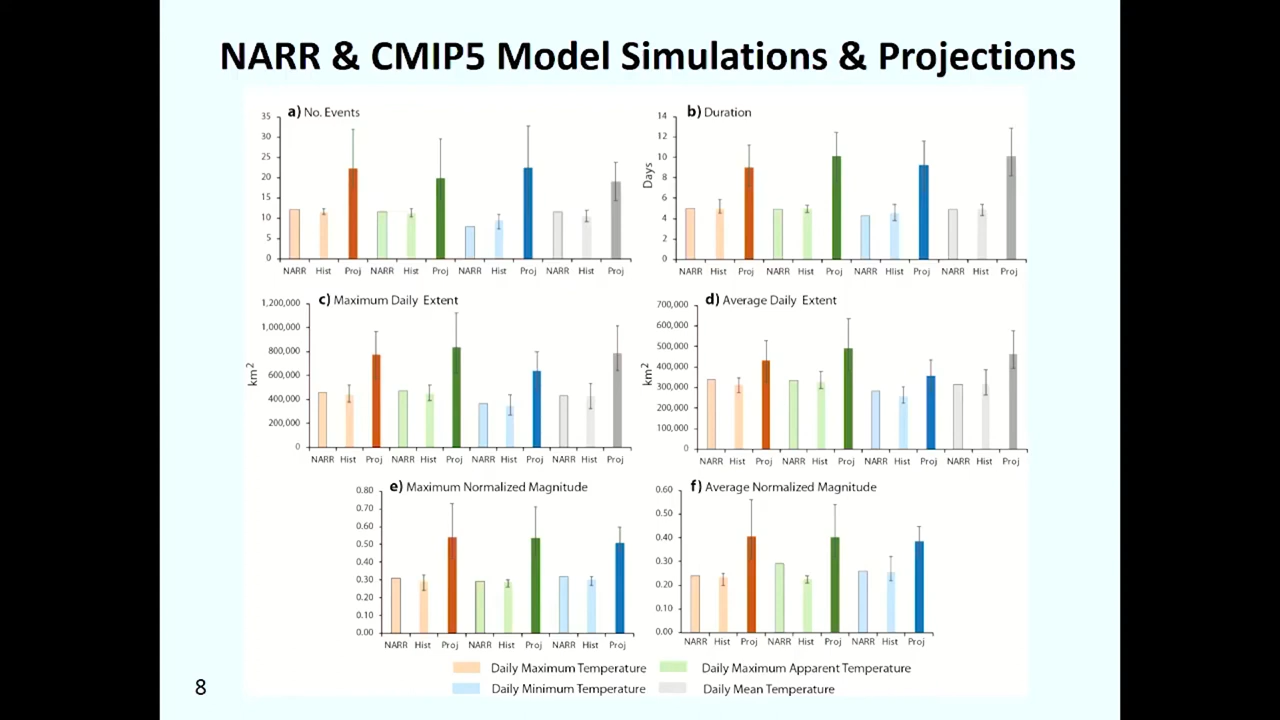 NARR & CMIP5 Model Simulations & Projections
a) No. Events
35
30
25
20
15
10
5
0
NARR Hist Proj NARR Hist Proj NARR Hist Proj NARR Hist Proj
b) Duration
Days
14
12
10
8
6
4
2
0
NARR Hist Proj NARR Hist Proj NARR Hlist Proj NARR Hist Proj
c) Maximum Daily Extent
km2
1,200,000
1,000,000
800,000
600,000
400,000
200,000
0
NARR Hist Proj NARR Hist Proj NARR Hist Proj NARR Hist Proj
d) Average Daily Extent
km2
700,000
600,000
500,000
400,000
300,000
200,000
100,000
0
NARR Hist Proj NARR Hist Proj NARR Hist Proj NARR Hist Proj
e) Maximum Normalized Magnitude
0.80
0.70
0.60
0.50
0.40
0.30
0.20
0.10
0.00
NARR Hist Proj NARR Hist Proj NARR Hist Proj
f) Average Normalized Magnitude
0.60
0.50
0.40
0.30
0.20
0.10
0.00
NARR Hist Proj NARR Hist Proj NARR Hist Proj
Daily Maximum Temperature
Daily Maximum Apparent Temperature
Daily Minimum Temperature
Daily Mean Temperature
8